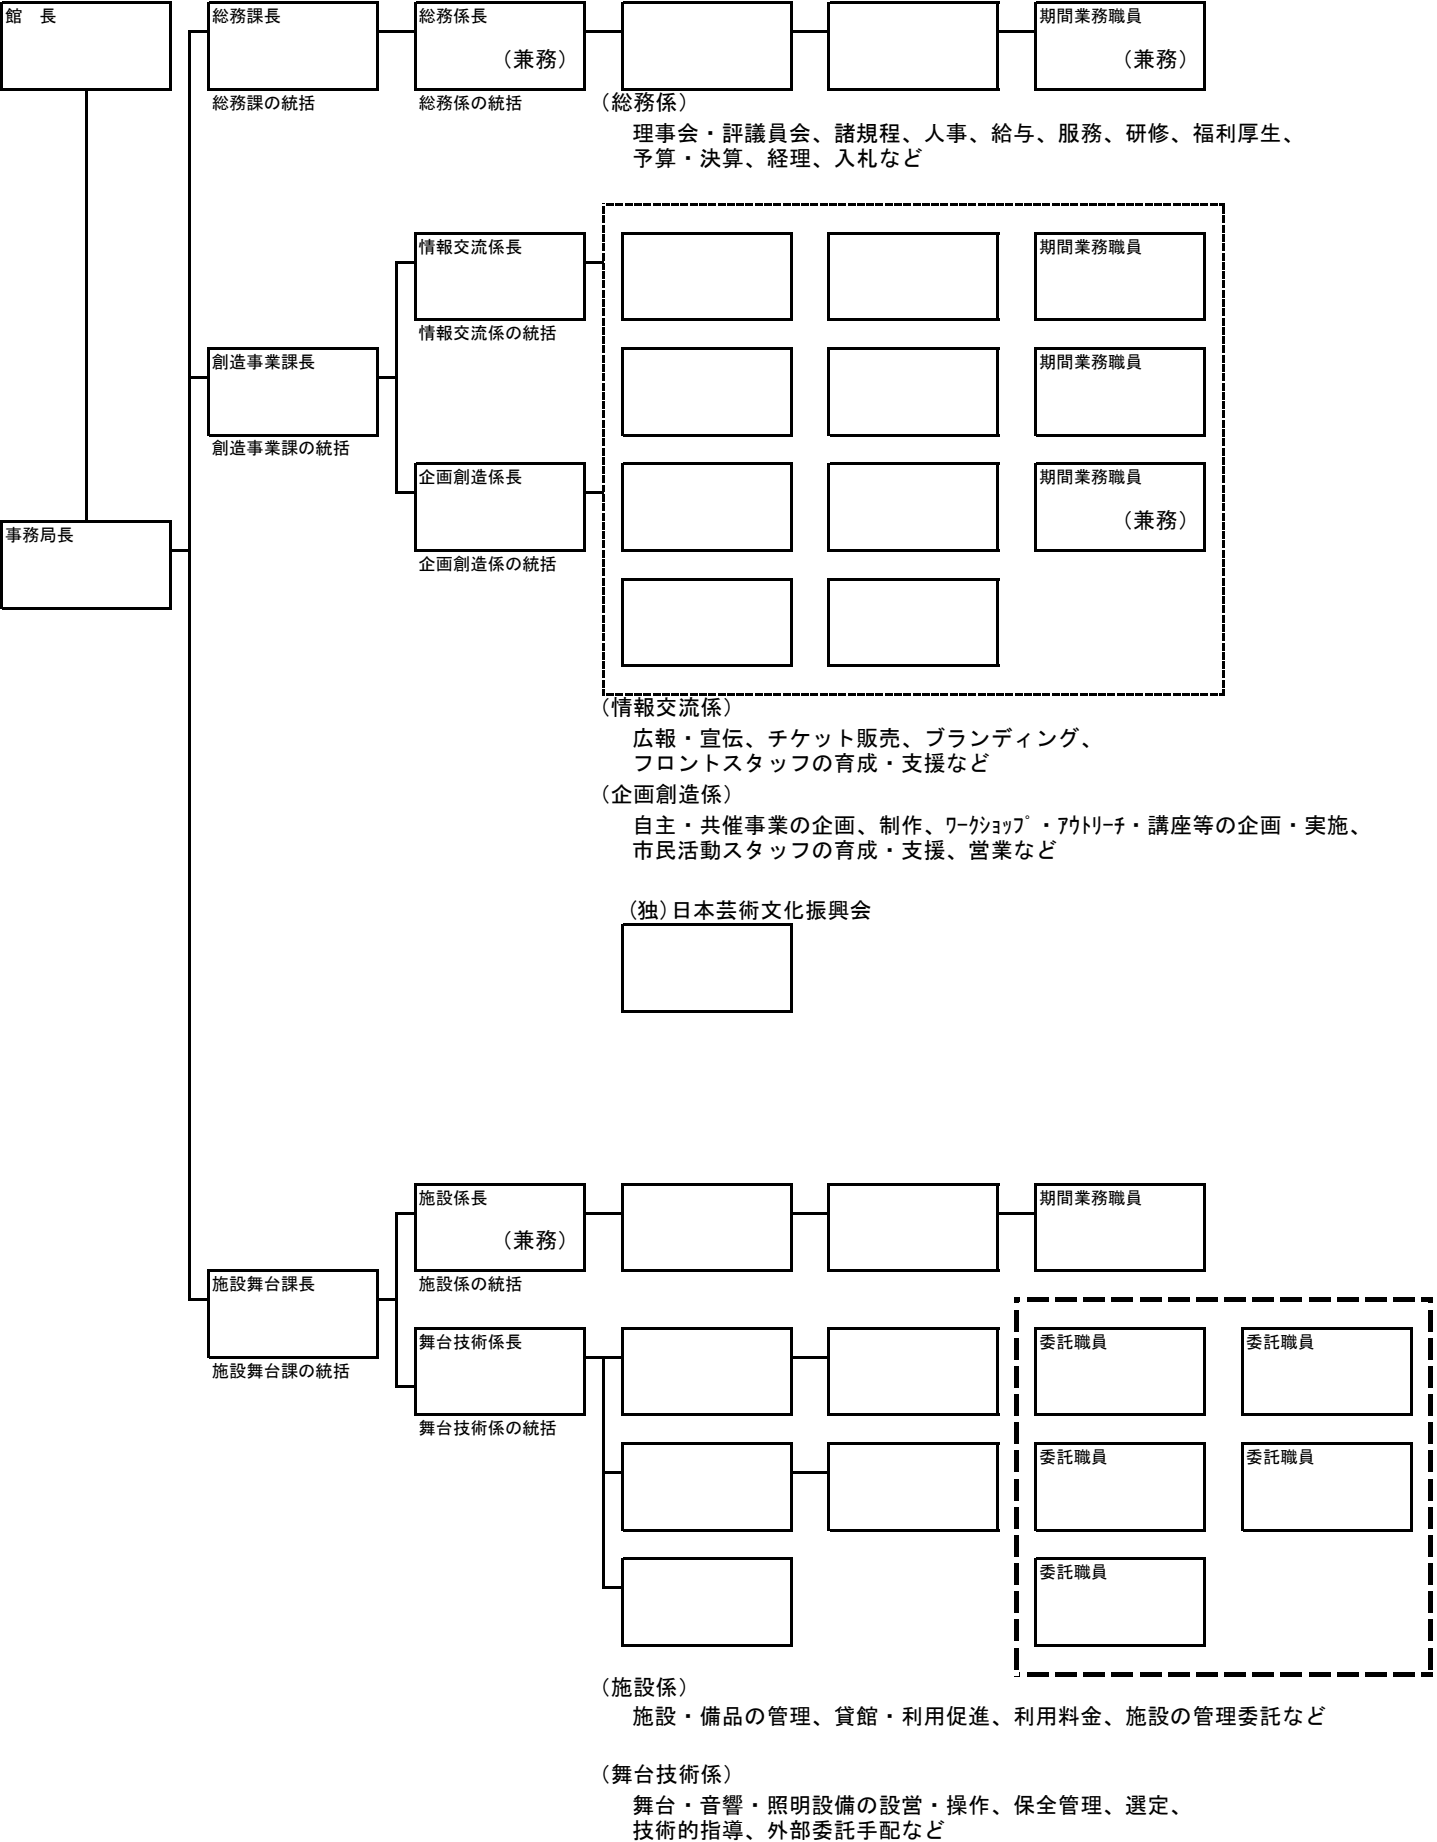 館　長
総務課長
総務係長
（兼務）
期間業務職員
（兼務）
総務課の統括
総務係の統括
（総務係）
理事会・評議員会、諸規程、人事、給与、服務、研修、福利厚生、
予算・決算、経理、入札など
情報交流係長
期間業務職員
情報交流係の統括
創造事業課長
期間業務職員
創造事業課の統括
企画創造係長
期間業務職員
（兼務）
事務局長
企画創造係の統括
（情報交流係）
広報・宣伝、チケット販売、ブランディング、
フロントスタッフの育成・支援など
（企画創造係）
自主・共催事業の企画、制作、ﾜｰｸｼｮｯﾌﾟ・ｱｳﾄﾘｰﾁ・講座等の企画・実施、
市民活動スタッフの育成・支援、営業など
（独）日本芸術文化振興会
施設係長
（兼務）
期間業務職員
施設舞台課長
施設係の統括
舞台技術係長
委託職員
委託職員
施設舞台課の統括
舞台技術係の統括
委託職員
委託職員
委託職員
（施設係）
施設・備品の管理、貸館・利用促進、利用料金、施設の管理委託など
（舞台技術係）
舞台・音響・照明設備の設営・操作、保全管理、選定、
技術的指導、外部委託手配など